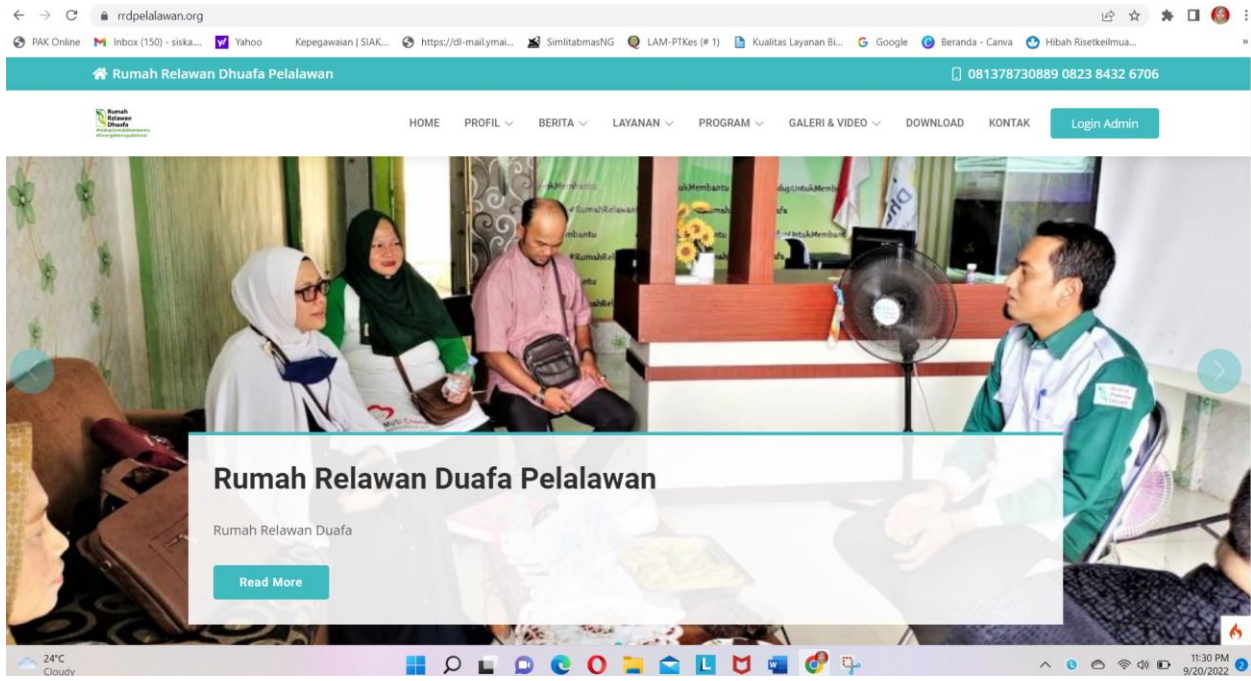 rrdpelalawan.org
PAK Online Inbox (150) - siska.... Yahoo Kepegawaian | SIAK... https://dl-mail.ymai... SimlitabmasNG LAM-PTKes (# 1) Kualitas Layanan Bi... Google Beranda - Canva Hibah Risetkeilmua... »
Rumah Relawan Dhuafa Pelalawan 081378730889 0823 8432 6706
Rumah
Relawan
Dhuafa
HOME PROFIL BERITA LAYANAN PROGRAM GALERI & VIDEO DOWNLOAD KONTAK Login Admin
Rumah Relawan Duafa Pelalawan
Rumah Relawan Duafa
Read More
24°C
Cloudy
11:30 PM
9/20/2022
2